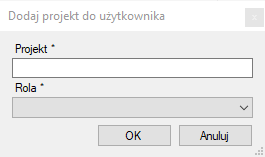 Dodaj projekt do użytkownika
Projekt *
Rola *
OK
Anuluj